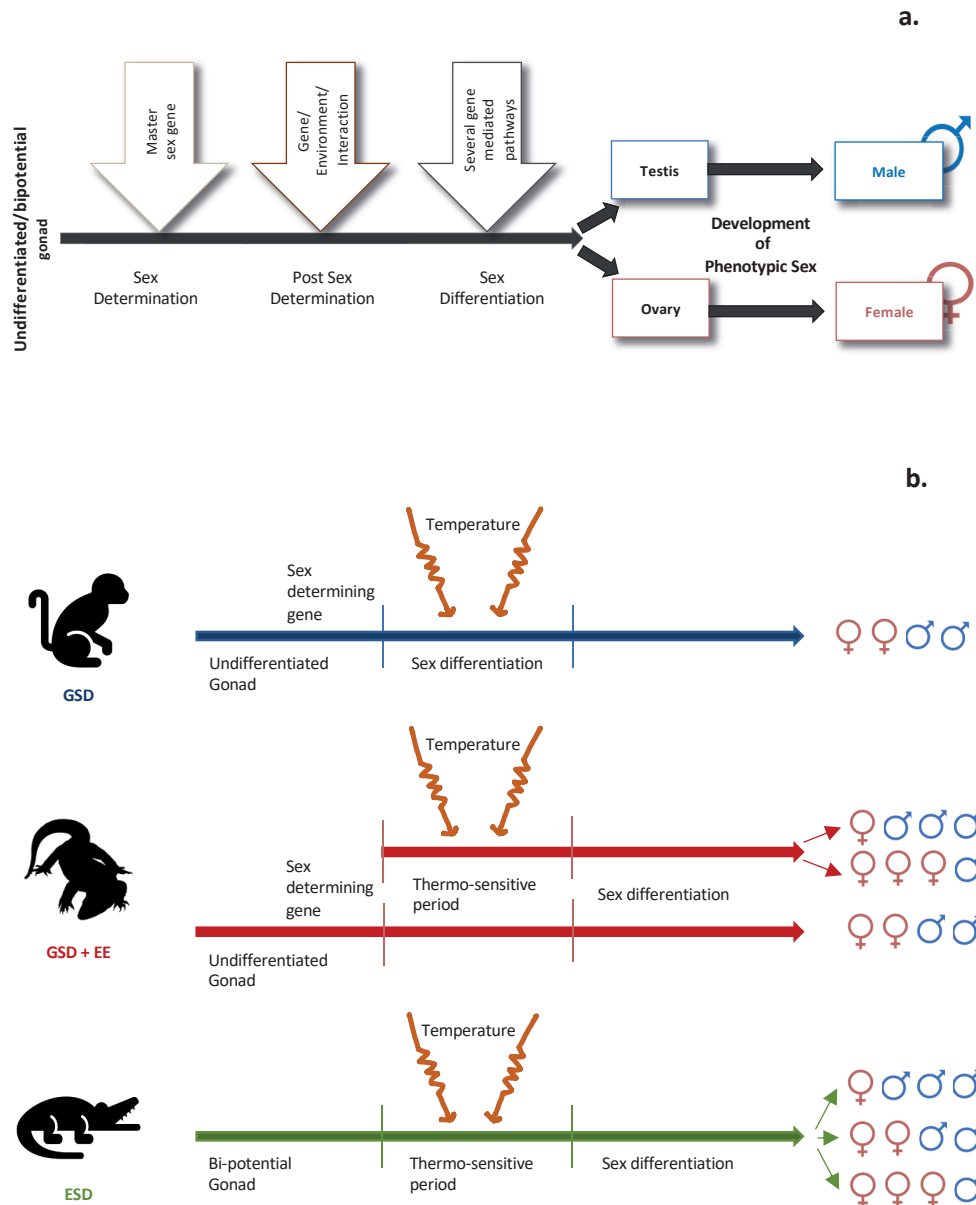 a.
Undifferentiated/bipotential
gonad
Master
sex gene
Gene/
Environment/
Interaction
Several gene
mediated
pathways
Sex
Determination
Post Sex
Determination
Sex
Differentiation
Testis
Male
Development
of
Phenotypic Sex
Ovary
Female
b.
Temperature
Sex
determining
gene
Undifferentiated
Gonad
Sex differentiation
GSD
Temperature
Sex
determining
gene
Thermo-sensitive
period
Sex differentiation
GSD + EE
Undifferentiated
Gonad
Temperature
Bi-potential
Gonad
Thermo-sensitive
period
Sex differentiation
ESD